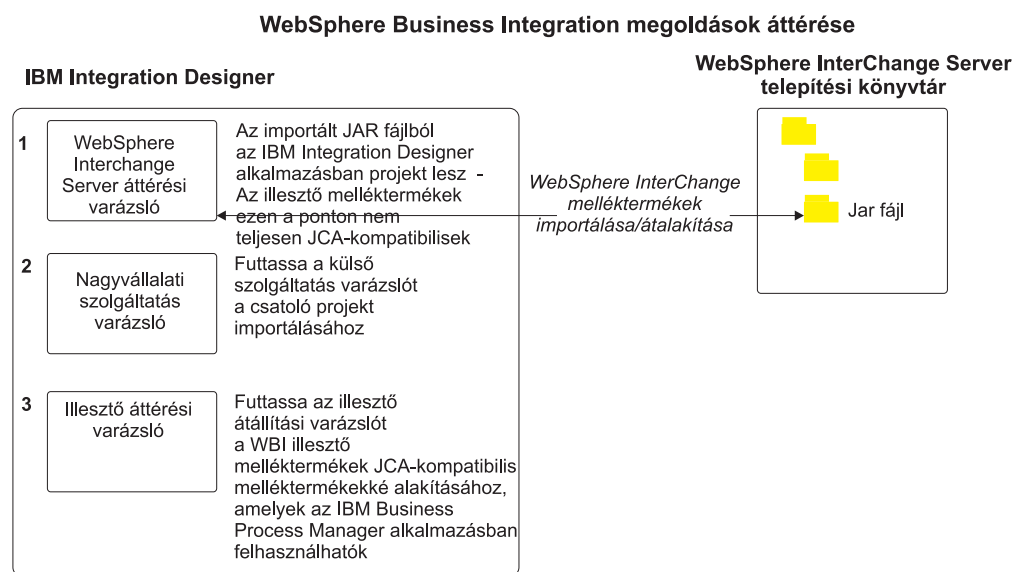 WebSphere Business Integration megoldások áttérése
IBM Integration Designer
WebSphere InterChange Server
telepítési könyvtár
1
WebSphere
Interchange
Server áttérési
varázsló
Az importált JAR fájlból
az IBM Integration Designer
alkalmazásban projekt lesz -
Az illesztő melléktermékek
ezen a ponton nem
teljesen JCA-kompatibilisek
WebSphere InterChange
melléktermékek
importálása/átalakítása
Jar fájl
2
Nagyvállalati
szolgáltatás
varázsló
Futtassa a külső
szolgáltatás varázslót
a csatoló projekt
importálásához
3
Illesztő áttérési
varázsló
Futtassa az illesztő
átállítási varázslót
a WBI illesztő
melléktermékek JCA-kompatibilis
melléktermékekké alakításához,
amelyek az IBM Business
Process Manager alkalmazásban
felhasználhatók